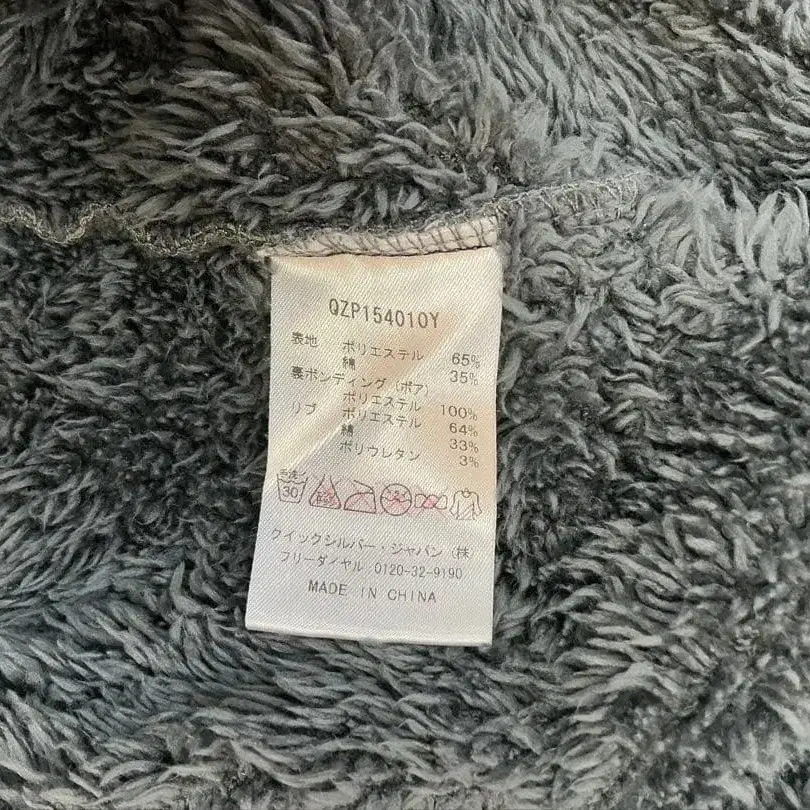 QZP154010Y
表地 ポリエステル 65%
綿 35%
裏ボンディング(ボア)
ポリエステル 100%
リブ ポリエステル 64%
綿 33%
ポリウレタン 3%
手洗イ
30
クイックシルバー・ジャパン (株)
フリーダイヤル 0120-32-9190
MADE IN CHINA